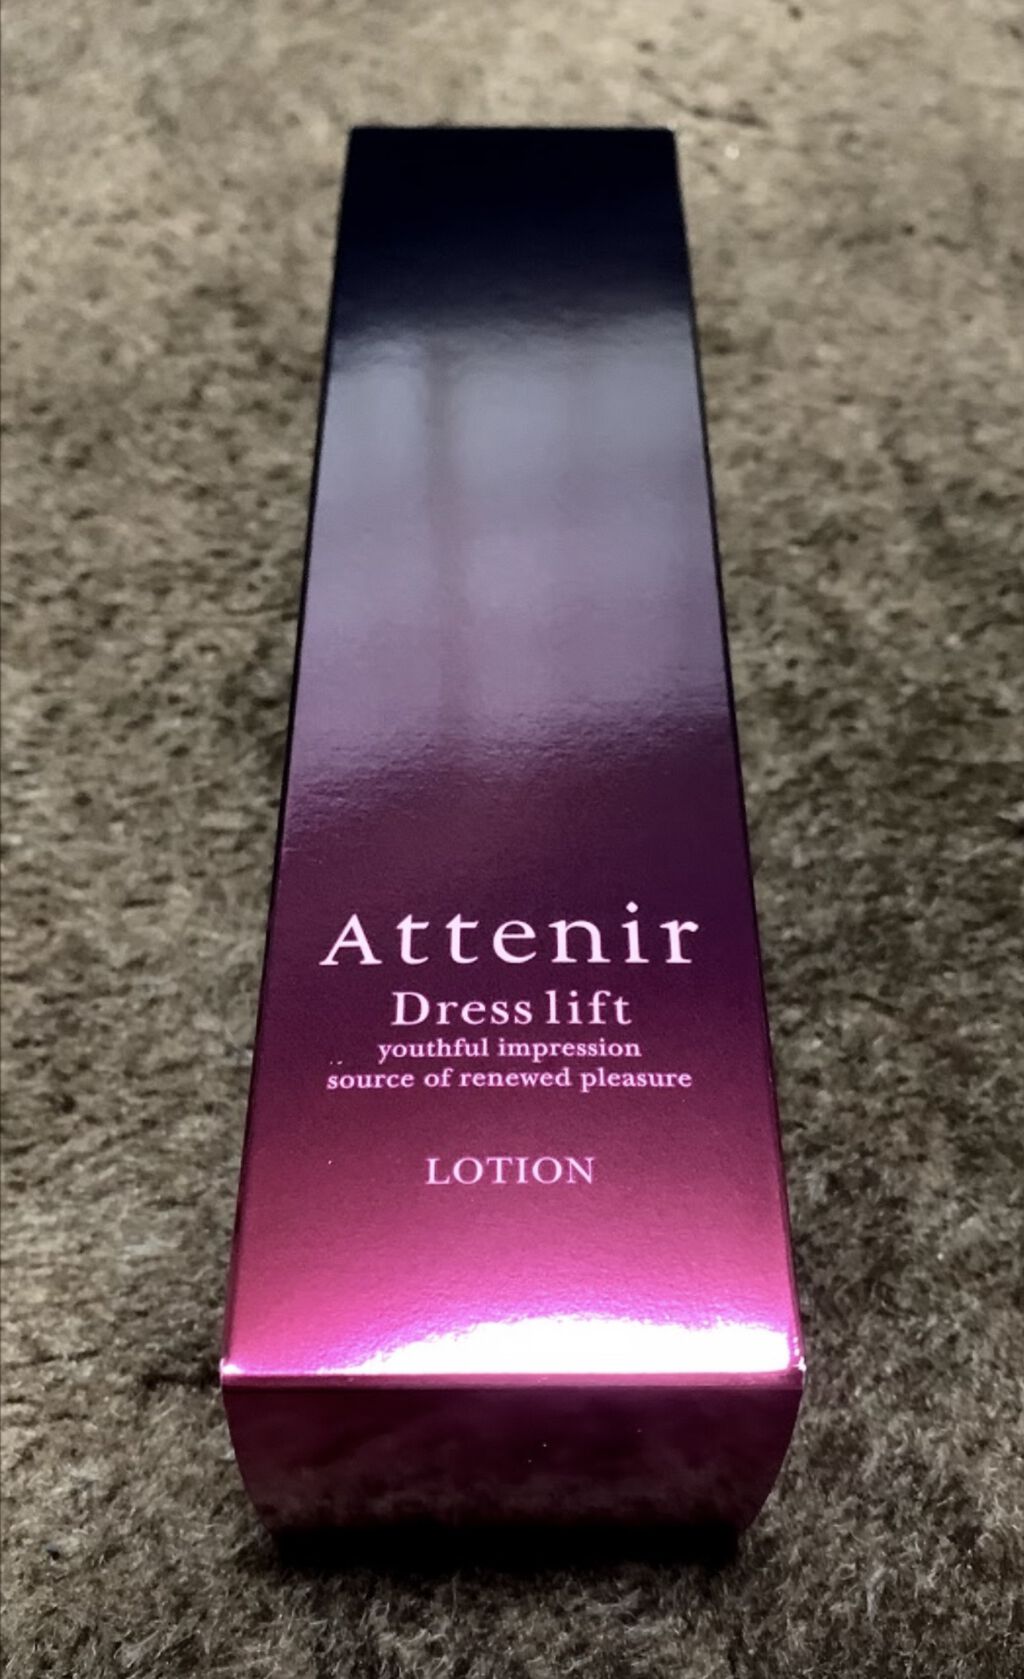 Attenir
Dress lift
youthful impression
source of renewed pleasure
LOTION